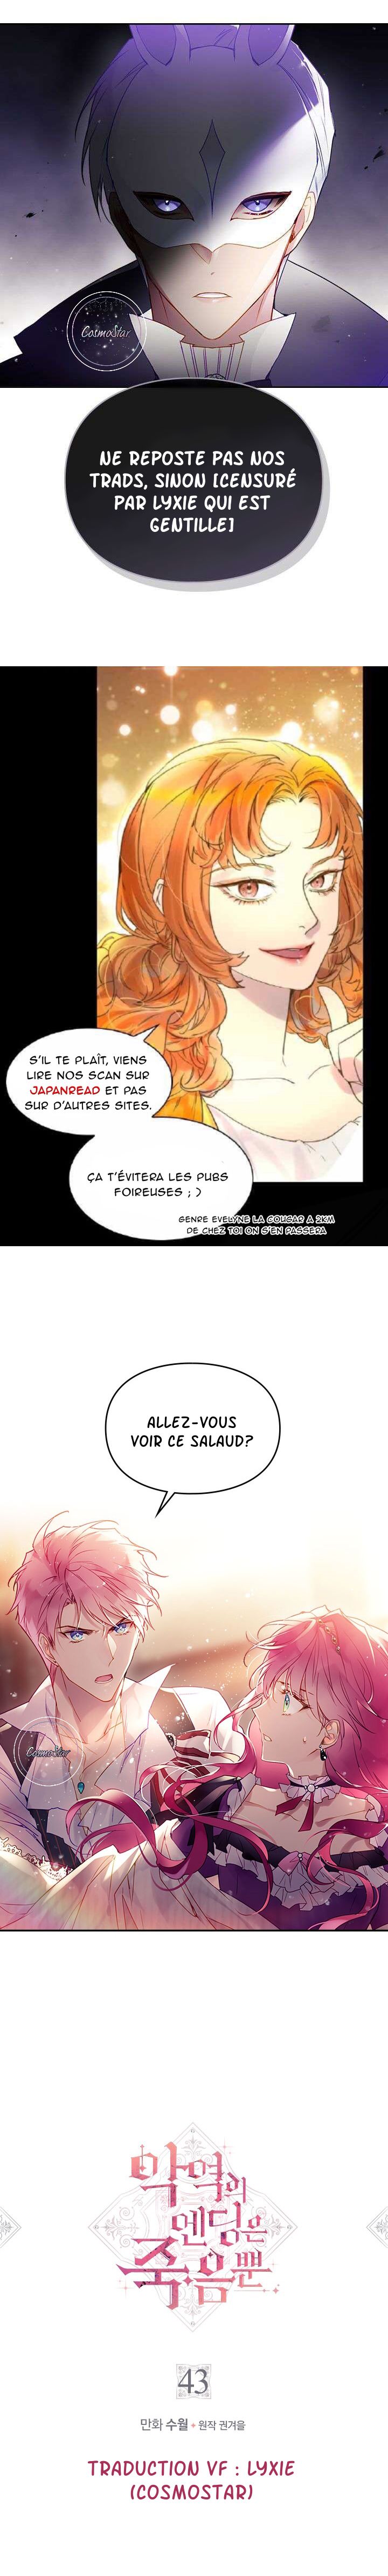 CosmoStar
NE REPOSTE PAS NOS
TRADS, SINON [CENSURÉ
PAR LYXIE QUI EST
GENTILLE]
S'IL TE PLAÎT, VIENS
LIRE NOS SCAN SUR
JAPANREAD ET PAS
SUR D'AUTRES SITES.
ÇA T'ÉVITERA LES PUBS
FOIREUSES ; )
GENRE EVELYNE LA COUGAR A 2KM
DE CHEZ TOI ON S'EN PASSERA
ALLEZ-VOUS
VOIR CE SALAUD?
CosmoStar
악역의
엔딩은
죽음뿐
43
만화 수월 + 원작 권겨을
TRADUCTION VF : LYXIE
(COSMOSTAR)